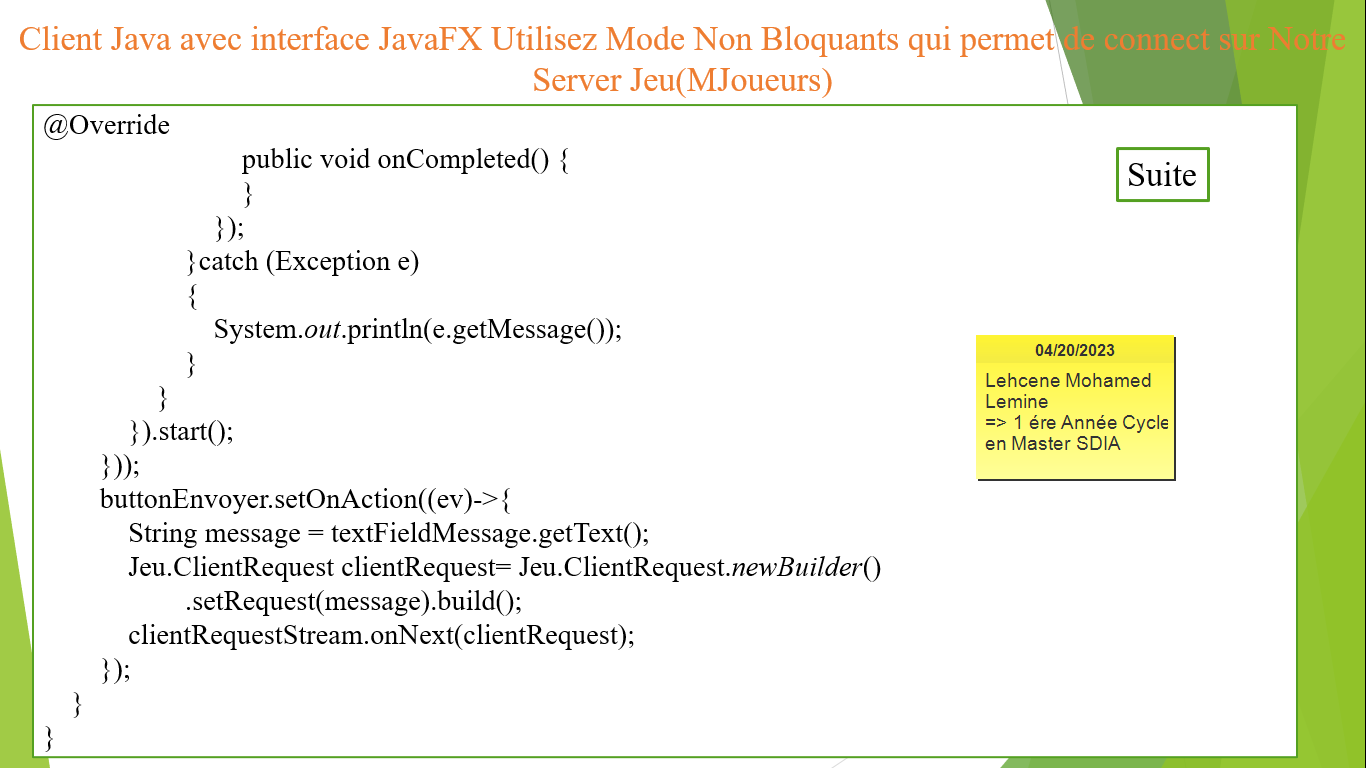 Client Java avec interface JavaFX Utilisez Mode Non Bloquants qui permet de connect sur Notre
Server Jeu(MJoueurs)
@Override
public void onCompleted() {
}
});
}catch (Exception e)
{
System.out.println(e.getMessage());
}
}
}).start();
}));
buttonEnvoyer.setOnAction((ev)->{
String message = textFieldMessage.getText();
Jeu.ClientRequest clientRequest= Jeu.ClientRequest.newBuilder()
.setRequest(message).build();
clientRequestStream.onNext(clientRequest);
});
}
}
Suite
04/20/2023
Lehcene Mohamed
Lemine
=> 1 ére Année Cycle
en Master SDIA